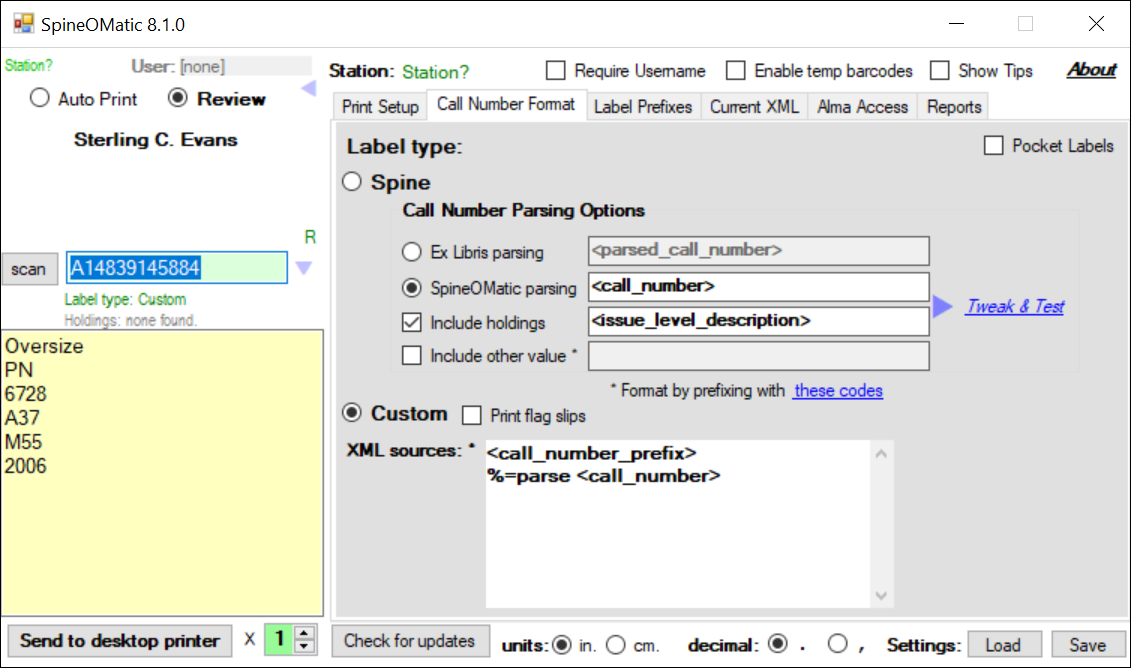 SpineOMatic 8.1.0
Station?
User: [none]
Auto Print
Review
Sterling C. Evans
R
scan
A14839145884
Label type: Custom
Holdings: none found.
Oversize
PN
6728
A37
M55
2006
Send to desktop printer X 1
Station: Station? Require Username Enable temp barcodes Show Tips About
Print Setup Call Number Format Label Prefixes Current XML Alma Access Reports
Label type: Pocket Labels
Spine
Call Number Parsing Options
Ex Libris parsing <parsed_call_number>
SpineOMatic parsing <call_number>
Include holdings <issue_level_description>
Tweak & Test
Include other value *
* Format by prefixing with these codes
Custom Print flag slips
XML sources: * <call_number_prefix>
%=parse <call_number>
Check for updates units: in. cm. decimal: . , Settings: Load Save